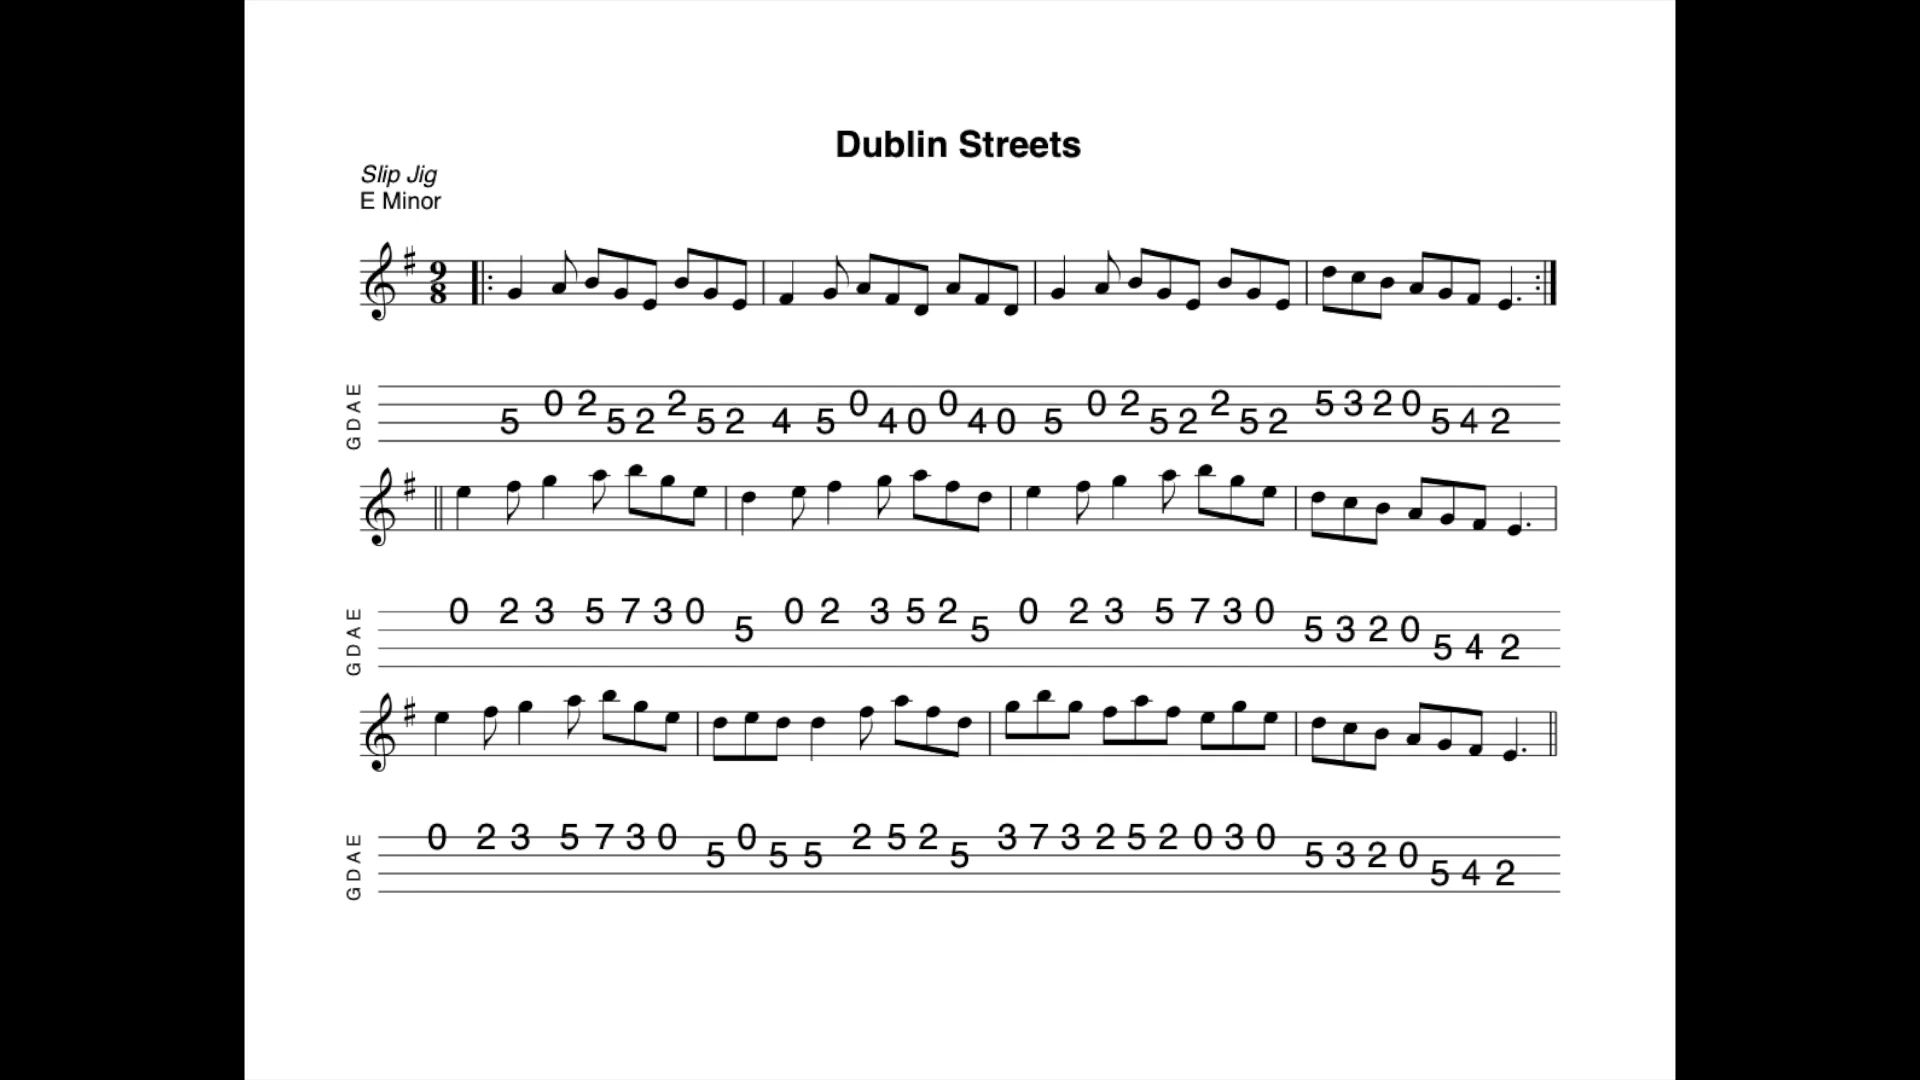 Dublin Streets
Slip Jig
E Minor
9
8
E
A
D
G
5 0 2 5 2 2 5 2 4 5 0 4 0 0 4 0 5 0 2 5 2 2 5 2 5 3 2 0 5 4 2
E
A
D
G
0 2 3 5 7 3 0 5 0 2 3 5 2 5 0 2 3 5 7 3 0 5 3 2 0 5 4 2
E
A
D
G
0 2 3 5 7 3 0 5 0 5 5 2 5 2 5 3 7 3 2 5 2 0 3 0 5 3 2 0 5 4 2